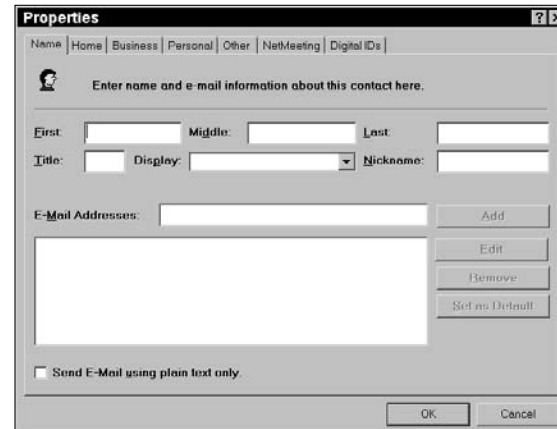 Properties
Name Home Business Personal Other NetMeeting Digital IDs
Enter name and e-mail information about this contact here.
First: Middle: Last:
Title: Display: Nickname:
E-Mail Addresses: Add
Edit
Remove
Set as Default
Send E-Mail using plain text only.
OK Cancel